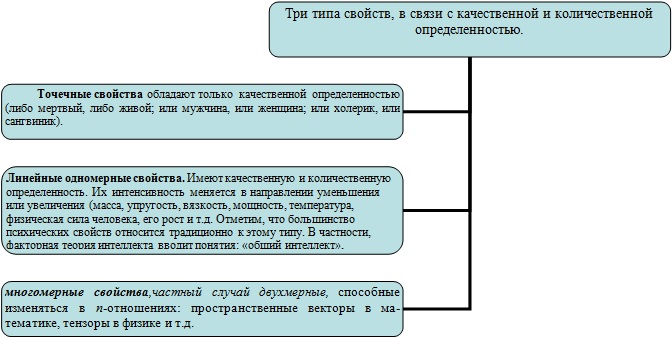 Три типа свойств, в связи с качественной и количественной
определенностью.
Точечные свойства обладают только качественной определенностью
(либо мертвый, либо живой; или мужчина, или женщина; или холерик, или
сангвиник).
Линейные одномерные свойства. Имеют качественную и количественную
определенность. Их интенсивность меняется в направлении уменьшения
или увеличения (масса, упругость, вязкость, мощность, температура,
физическая сила человека, его рост и т.д. Отметим, что большинство
психических свойств относится традиционно к этому типу. В частности,
факторная теория интеллекта вводит понятия: «общий интеллект».
многомерные свойства,частный случай двухмерные, способные
изменяться в n-отношениях: пространственные векторы в ма-
тематике, тензоры в физике и т.д.